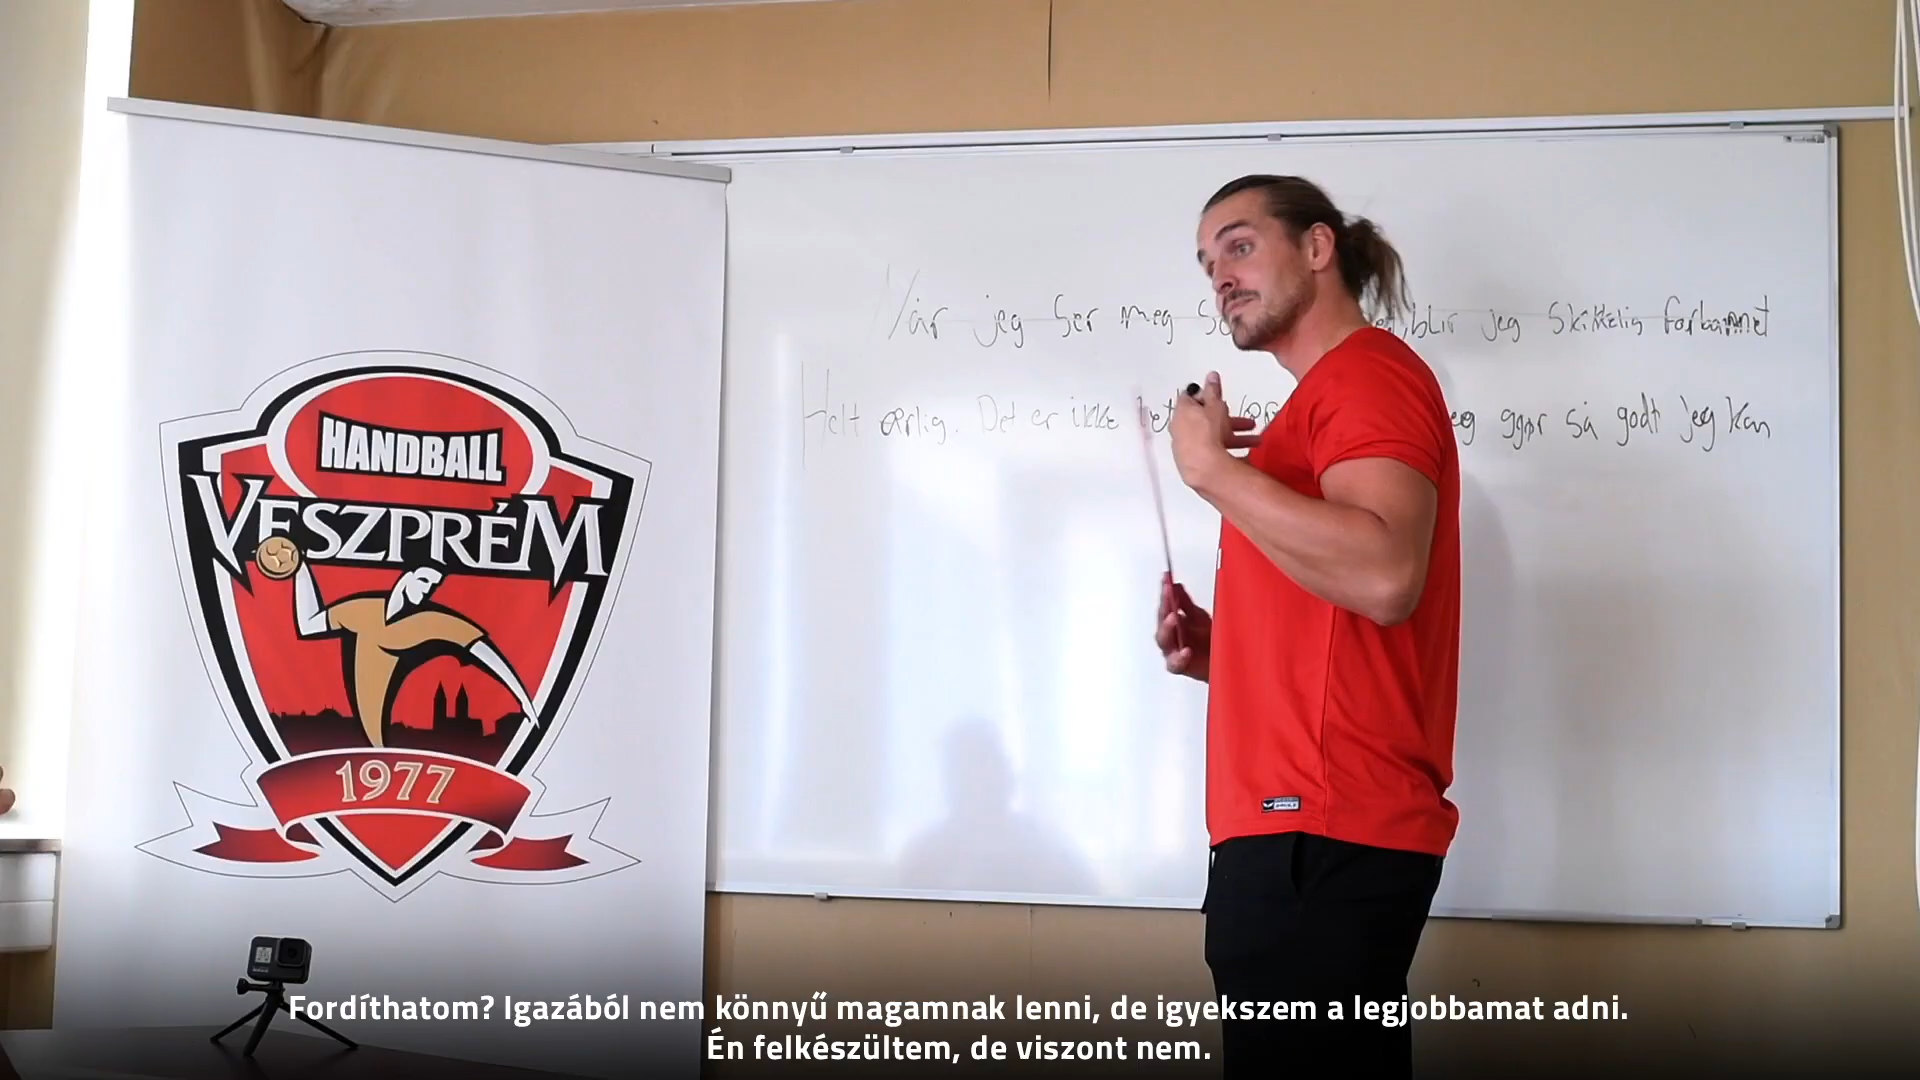 Når jeg ser meg blir jeg skikkelig forbannet
Helt ærlig. Det er ikke jeg gjør så godt jeg kan
HANDBALL
VESZPRÉM
1977
Fordíthatom? Igazából nem könnyű magamnak lenni, de igyekszem a legjobbamat adni.
Én felkészültem, de viszont nem.